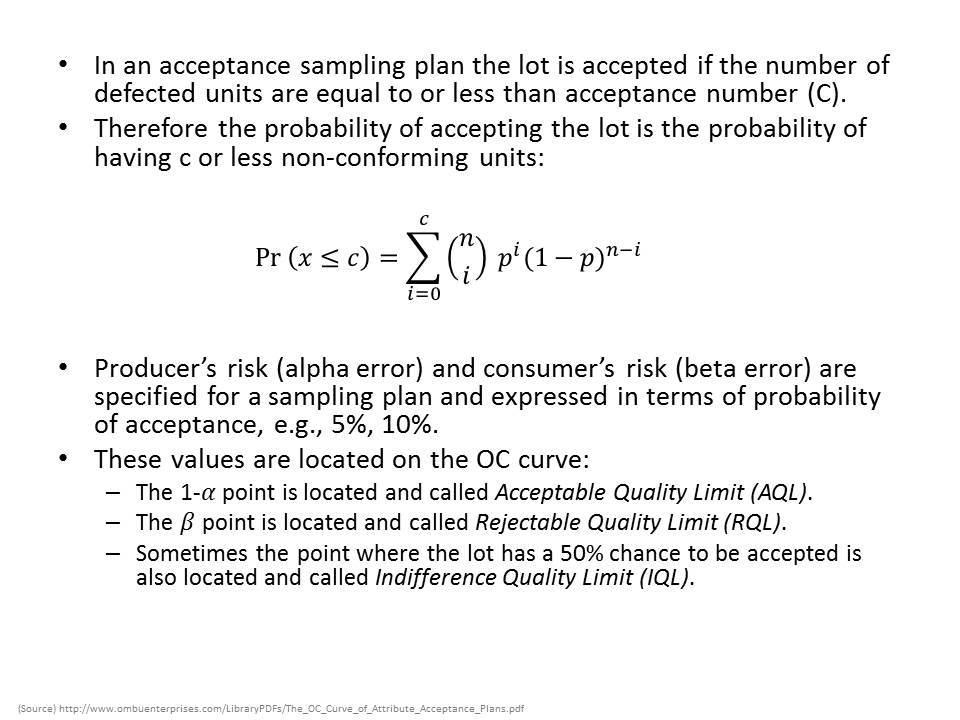 • In an acceptance sampling plan the lot is accepted if the number of
defected units are equal to or less than acceptance number (C).
• Therefore the probability of accepting the lot is the probability of
having c or less non-conforming units:
Pr (x ≤ c) = ∑_{i=0}^{c} (n i) p^i (1 − p)^{n−i}
• Producer’s risk (alpha error) and consumer’s risk (beta error) are
specified for a sampling plan and expressed in terms of probability
of acceptance, e.g., 5%, 10%.
• These values are located on the OC curve:
– The 1-𝛼 point is located and called Acceptable Quality Limit (AQL).
– The 𝛽 point is located and called Rejectable Quality Limit (RQL).
– Sometimes the point where the lot has a 50% chance to be accepted is
also located and called Indifference Quality Limit (IQL).
(Source) http://www.ombuenterprises.com/LibraryPDFs/The_OC_Curve_of_Attribute_Acceptance_Plans.pdf